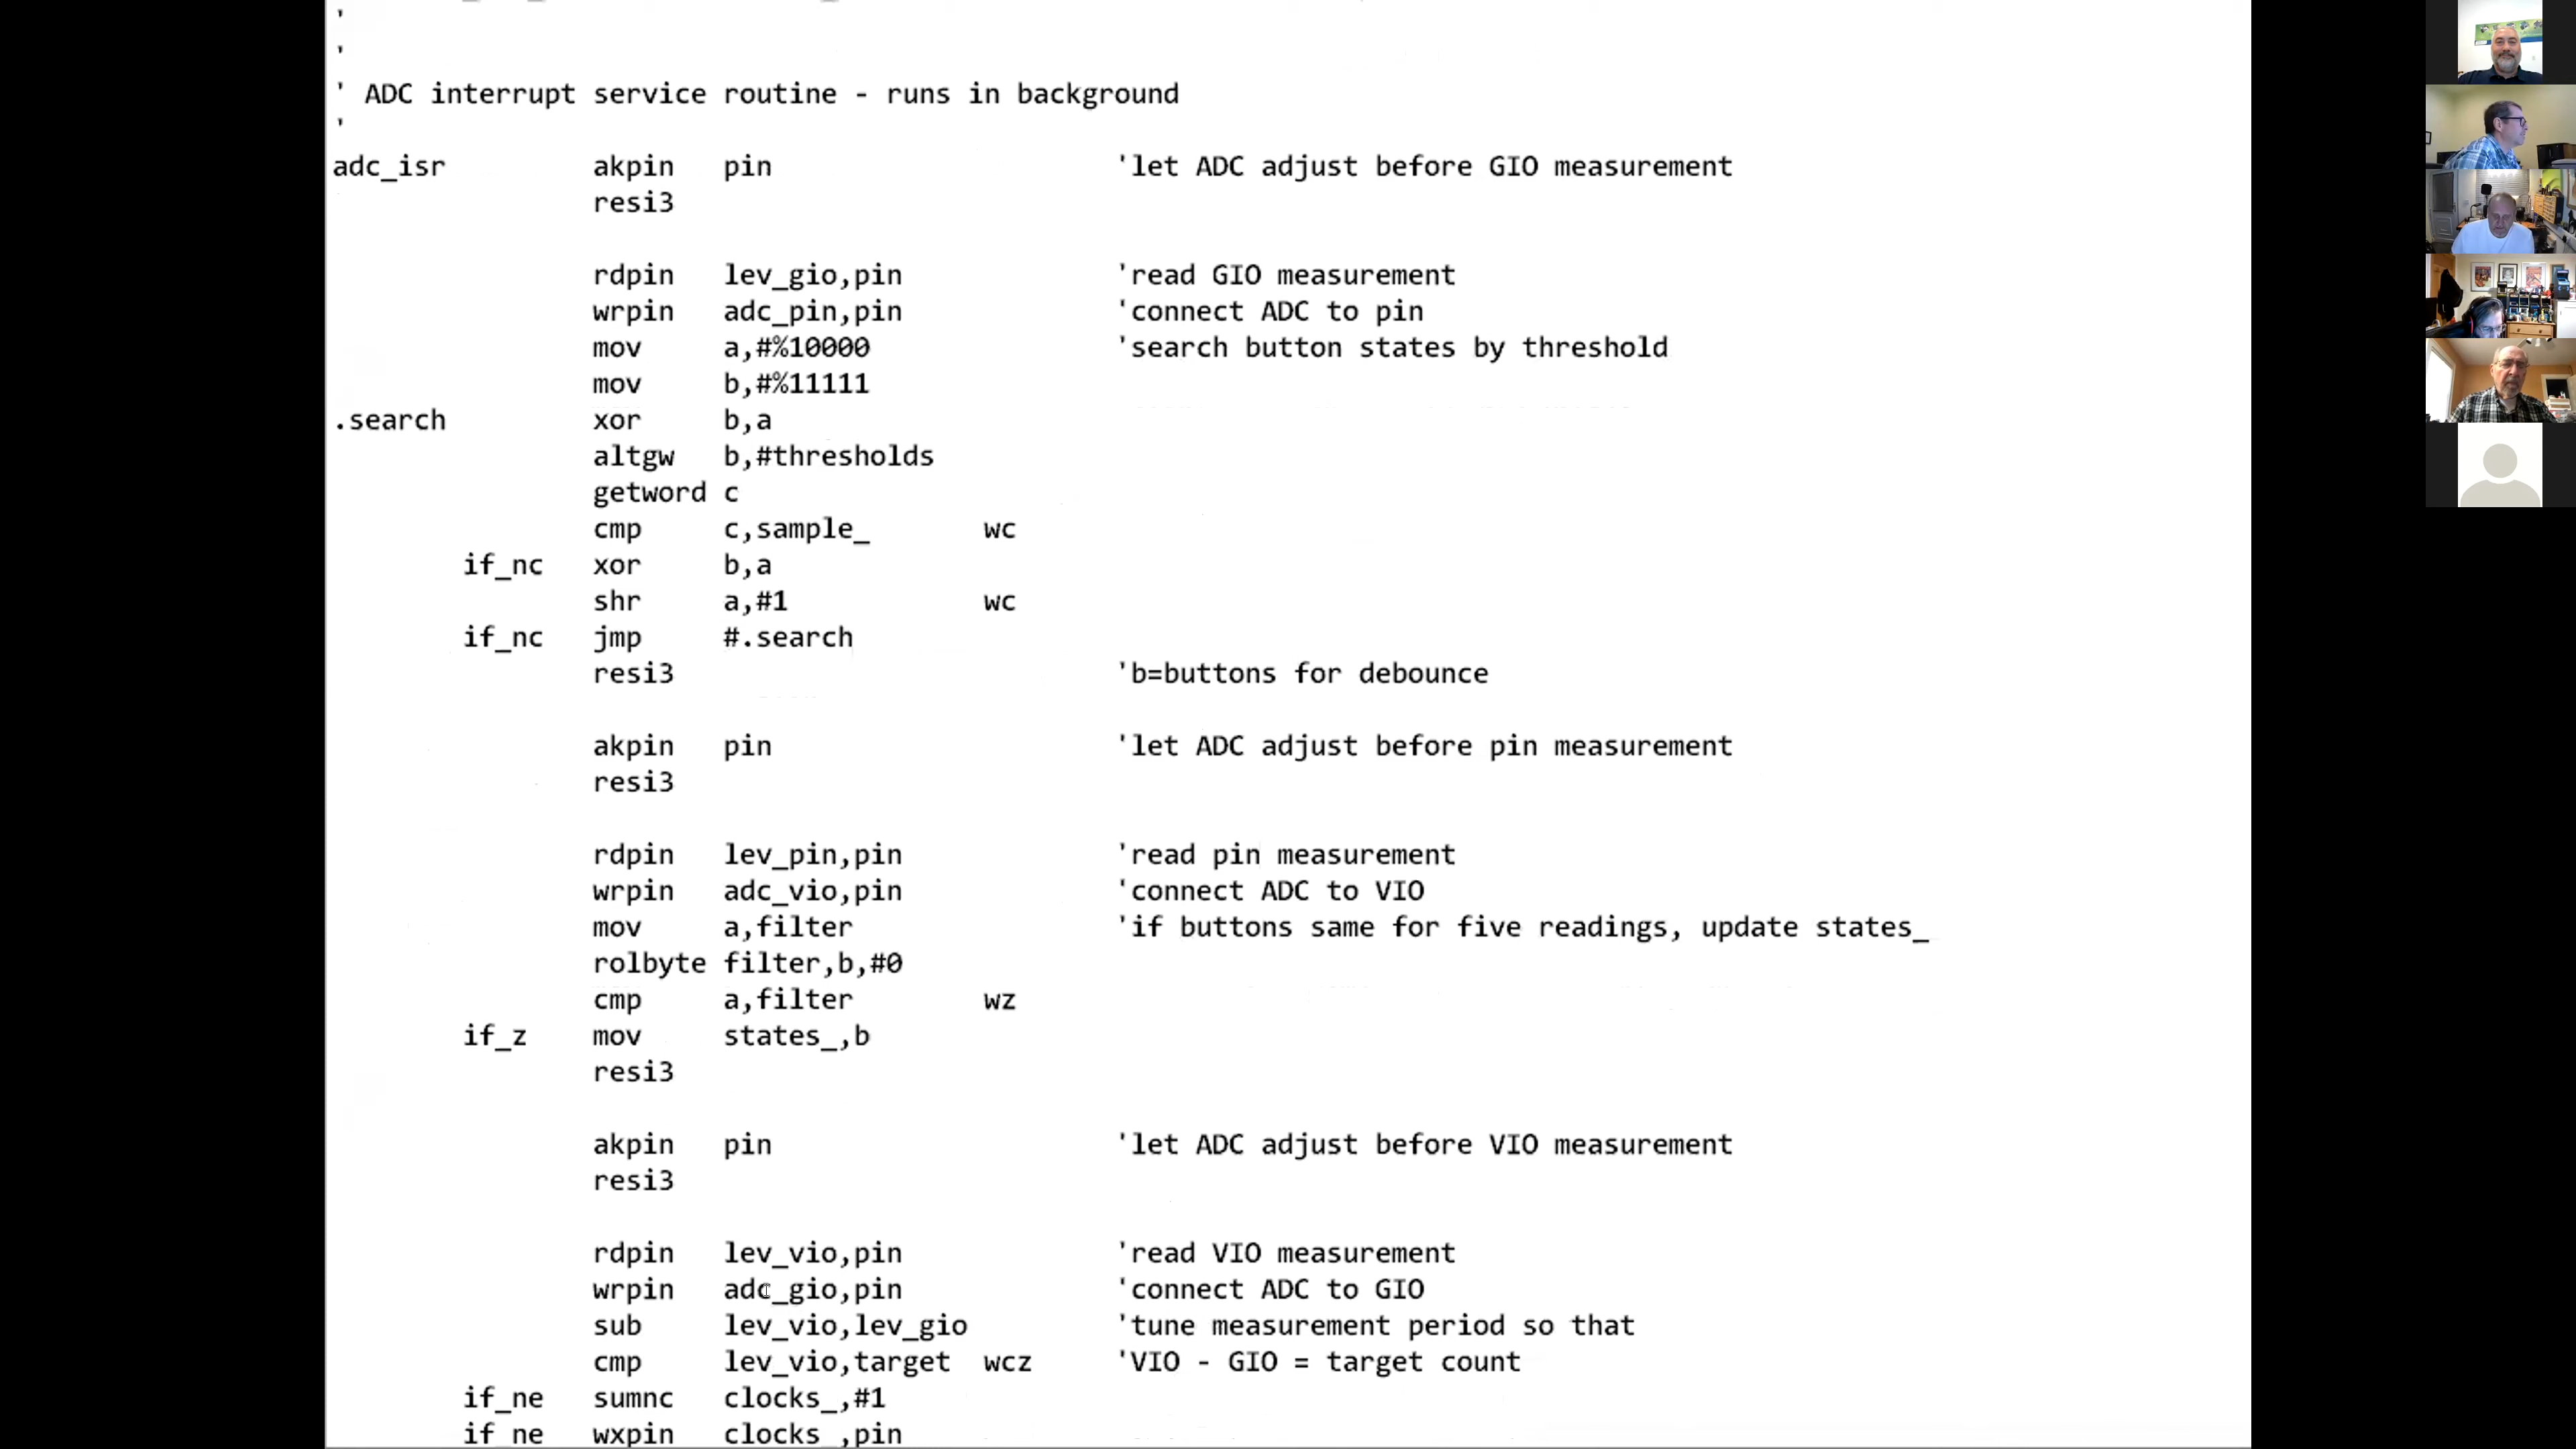 '
'
' ADC interrupt service routine - runs in background
'
adc_isr akpin pin 'let ADC adjust before GIO measurement
resi3
rdpin lev_gio,pin 'read GIO measurement
wrpin adc_pin,pin 'connect ADC to pin
mov a,#%10000 'search button states by threshold
mov b,#%11111
.search xor b,a
altgw b,#thresholds
getword c
cmp c,sample_ wc
if_nc xor b,a
shr a,#1 wc
if_nc jmp #.search
resi3 'b=buttons for debounce
akpin pin 'let ADC adjust before pin measurement
resi3
rdpin lev_pin,pin 'read pin measurement
wrpin adc_vio,pin 'connect ADC to VIO
mov a,filter 'if buttons same for five readings, update states_
rolbyte filter,b,#0
cmp a,filter wz
if_z mov states_,b
resi3
akpin pin 'let ADC adjust before VIO measurement
resi3
rdpin lev_vio,pin 'read VIO measurement
wrpin adc_gio,pin 'connect ADC to GIO
sub lev_vio,lev_gio 'tune measurement period so that
cmp lev_vio,target wcz 'VIO - GIO = target count
if_ne sumnc clocks_,#1
if_ne wxpin clocks_,pin